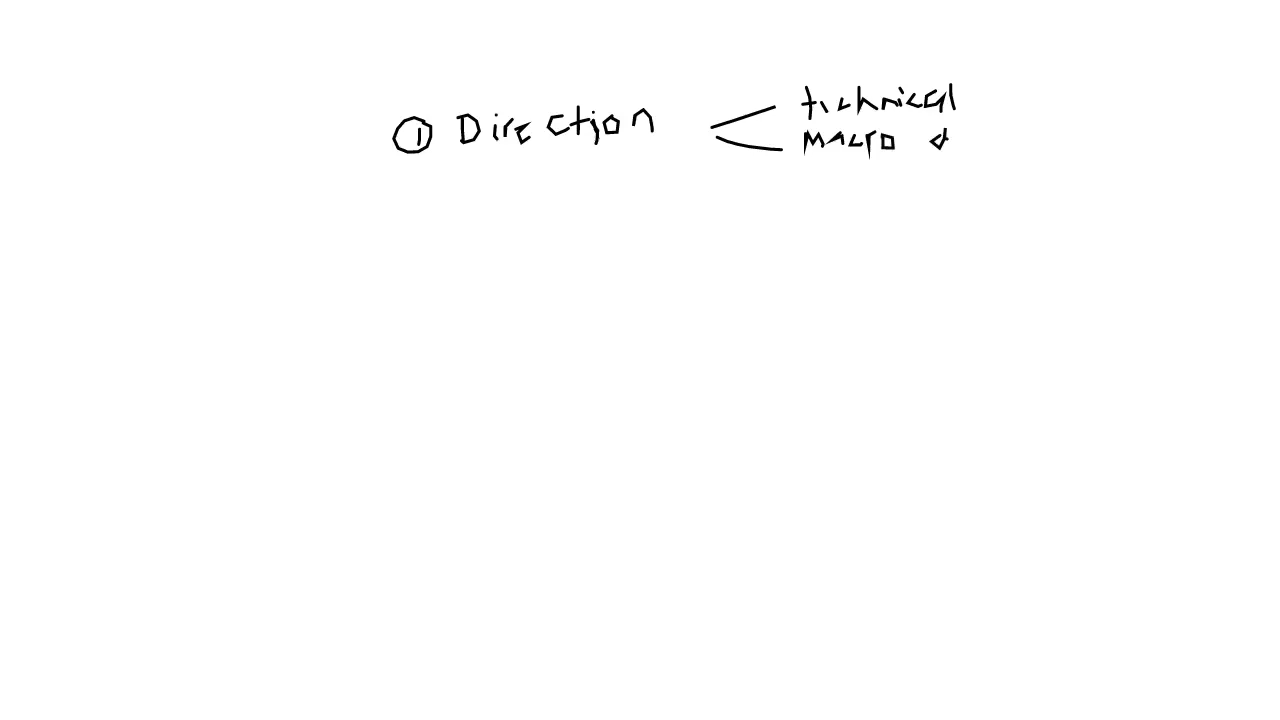 ① Direction
technical
macro d